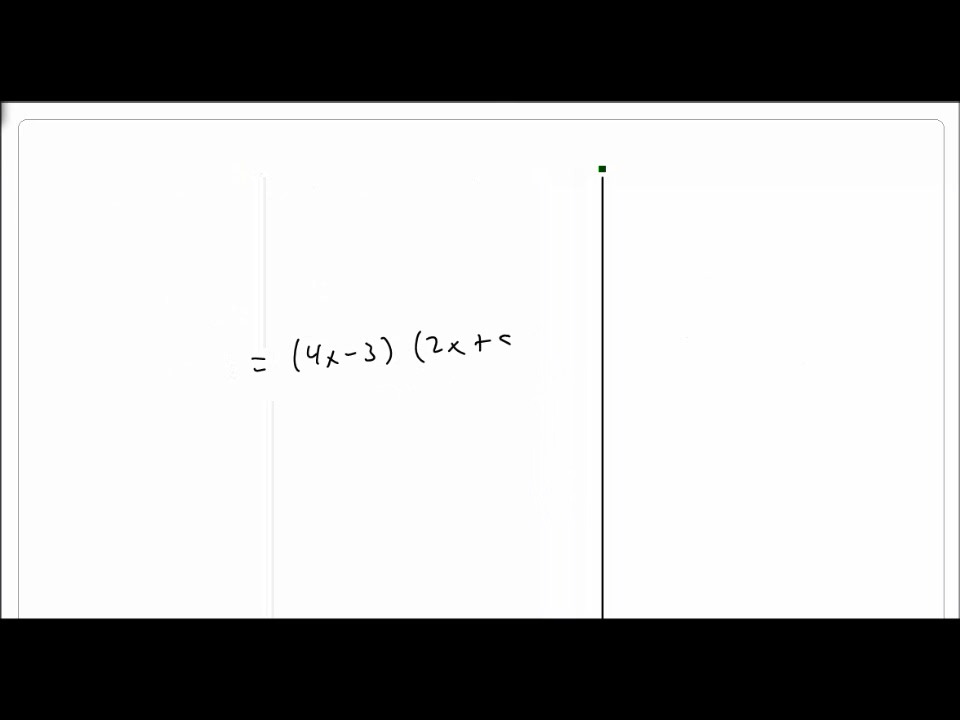 = (4x-3) (2x+